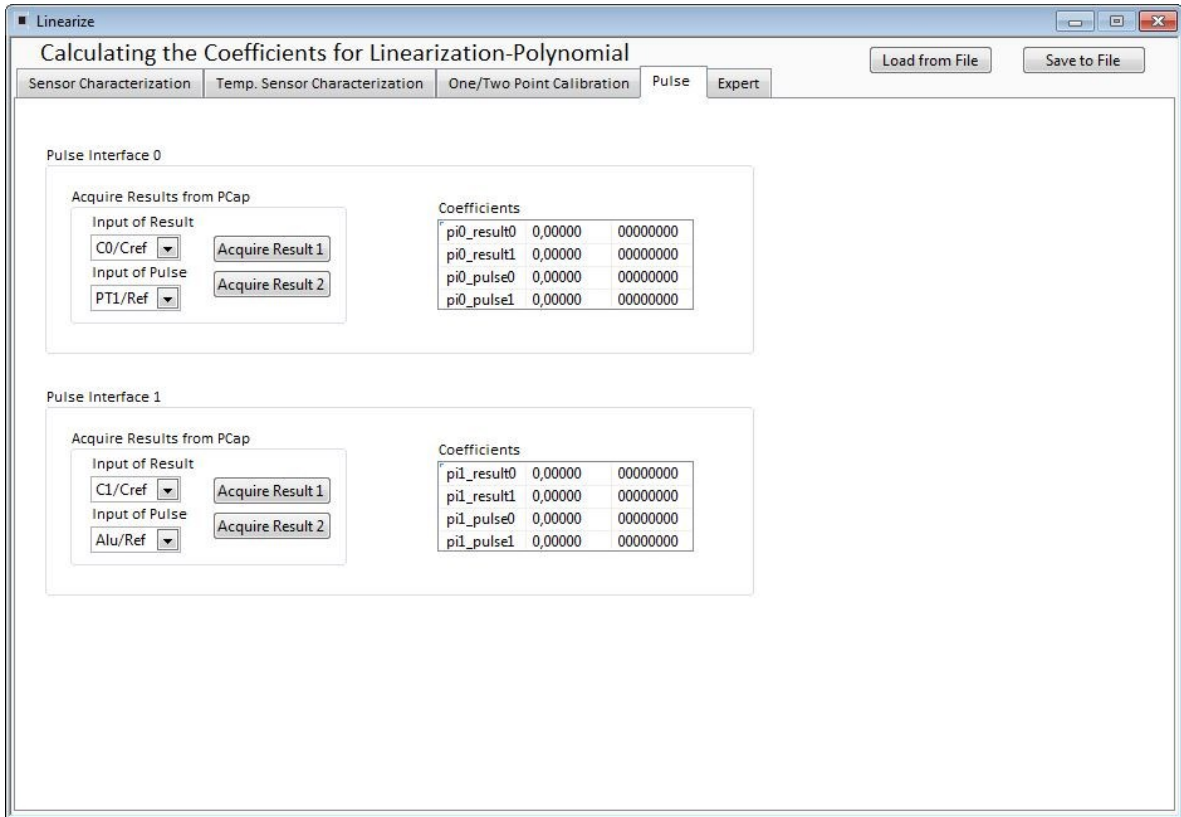 Linearize
Calculating the Coefficients for Linearization-Polynomial
Load from File
Save to File
Sensor Characterization
Temp. Sensor Characterization
One/Two Point Calibration
Pulse
Expert
Pulse Interface 0
Acquire Results from PCap
Input of Result
C0/Cref
Acquire Result 1
Input of Pulse
PT1/Ref
Acquire Result 2
Coefficients
pi0_result0 0,00000 00000000
pi0_result1 0,00000 00000000
pi0_pulse0 0,00000 00000000
pi0_pulse1 0,00000 00000000
Pulse Interface 1
Acquire Results from PCap
Input of Result
C1/Cref
Acquire Result 1
Input of Pulse
Alu/Ref
Acquire Result 2
Coefficients
pi1_result0 0,00000 00000000
pi1_result1 0,00000 00000000
pi1_pulse0 0,00000 00000000
pi1_pulse1 0,00000 00000000